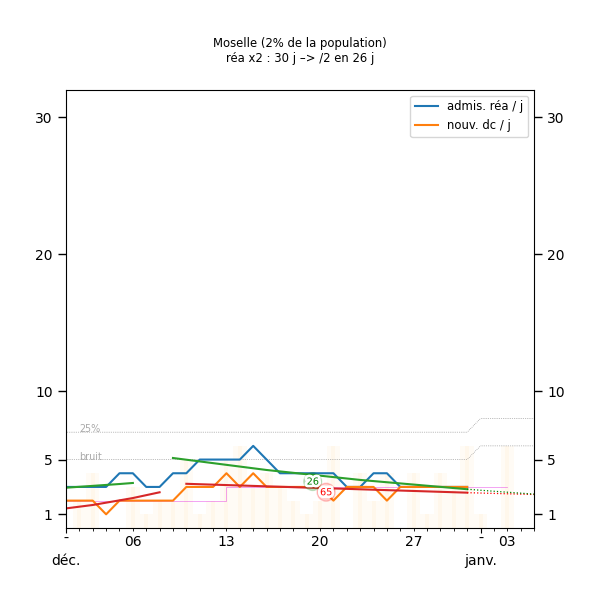 Moselle (2% de la population)
réa x2 : 30 j –> /2 en 26 j
admis. réa / j
nouv. dc / j
30
30
20
20
10
10
25%
bruit
5
5
26
65
1
1
06
13
20
27
03
déc.
janv.